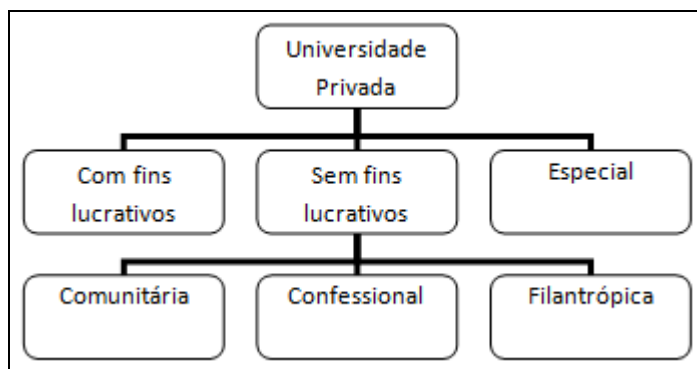 Universidade
Privada
Com fins
lucrativos
Sem fins
lucrativos
Especial
Comunitária
Confessional
Filantrópica